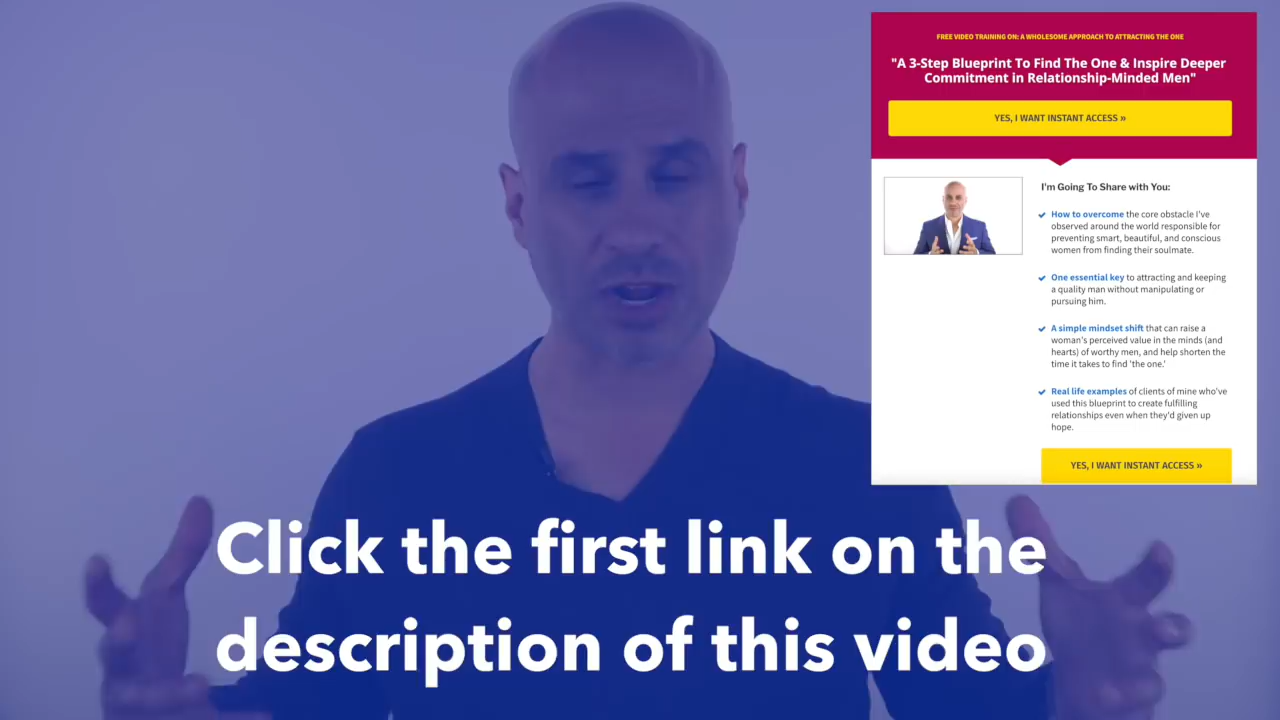 FREE VIDEO TRAINING ON: A WHOLESOME APPROACH TO ATTRACTING THE ONE
"A 3-Step Blueprint To Find The One & Inspire Deeper
Commitment in Relationship-Minded Men"
YES, I WANT INSTANT ACCESS »
I'm Going To Share with You:
How to overcome the core obstacle I've
observed around the world responsible for
preventing smart, beautiful, and conscious
women from finding their soulmate.
One essential key to attracting and keeping
a quality man without manipulating or
pursuing him.
A simple mindset shift that can raise a
woman's perceived value in the minds (and
hearts) of worthy men, and help shorten the
time it takes to find 'the one.'
Real life examples of clients of mine who've
used this blueprint to create fulfilling
relationships even when they'd given up
hope.
YES, I WANT INSTANT ACCESS »
Click the first link on the
description of this video